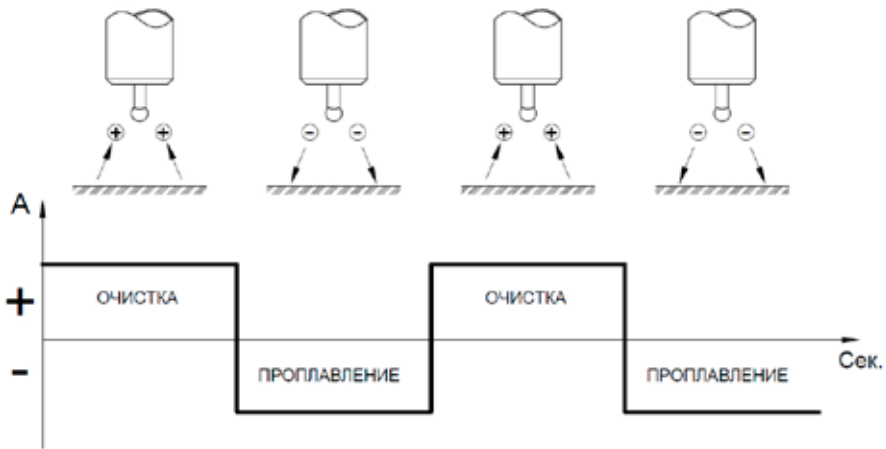 + +
- -
+ +
- -
А
+
ОЧИСТКА
ОЧИСТКА
-
ПРОПЛАВЛЕНИЕ
ПРОПЛАВЛЕНИЕ
Сек.